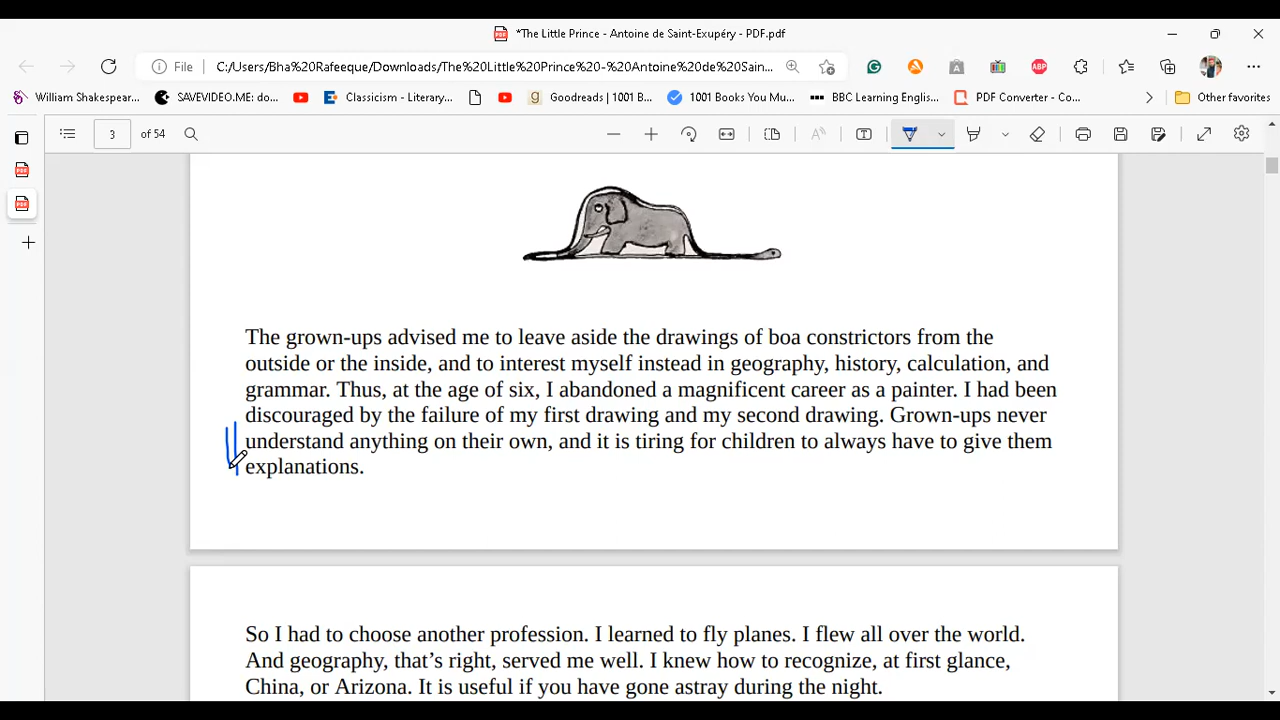 *The Little Prince - Antoine de Saint-Exupéry - PDF.pdf
File C:/Users/Bha%20Rafeeque/Downloads/The%20Little%20Prince%20-%20Antoine%20de%20Sain...
William Shakespear... SAVEVIDEO.ME: do... Classicism - Literary... Goodreads | 1001 B... 1001 Books You Mu... BBC Learning Englis... PDF Converter - Co... Other favorites
3 of 54
The grown-ups advised me to leave aside the drawings of boa constrictors from the
outside or the inside, and to interest myself instead in geography, history, calculation, and
grammar. Thus, at the age of six, I abandoned a magnificent career as a painter. I had been
discouraged by the failure of my first drawing and my second drawing. Grown-ups never
understand anything on their own, and it is tiring for children to always have to give them
explanations.
So I had to choose another profession. I learned to fly planes. I flew all over the world.
And geography, that’s right, served me well. I knew how to recognize, at first glance,
China, or Arizona. It is useful if you have gone astray during the night.